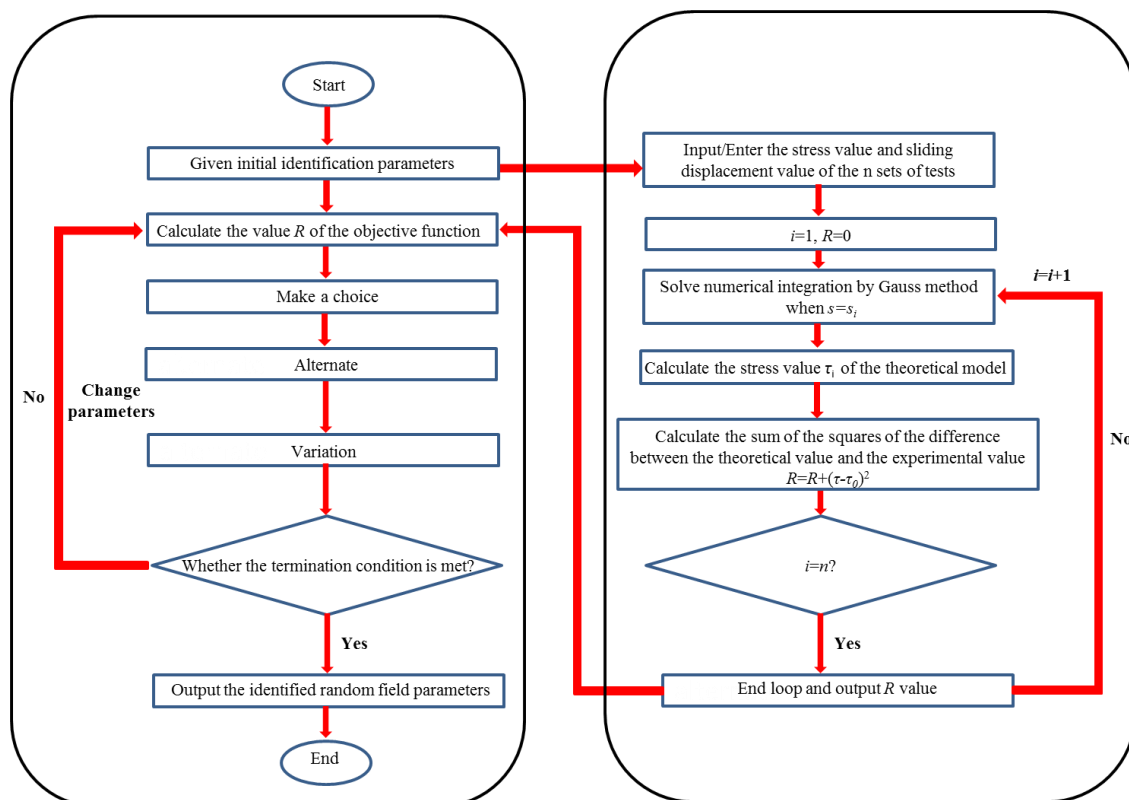 Start
Given initial identification parameters
Calculate the value R of the objective function
Make a choice
Alternate
No
Change
parameters
Variation
Whether the termination condition is met?
Yes
Output the identified random field parameters
End
Input/Enter the stress value and sliding
displacement value of the n sets of tests
i=1, R=0
i=i+1
Solve numerical integration by Gauss method
when s=sᵢ
Calculate the stress value τᵢ of the theoretical model
No
Calculate the sum of the squares of the difference
between the theoretical value and the experimental value
R=R+(τ-τ₀)²
i=n?
Yes
End loop and output R value